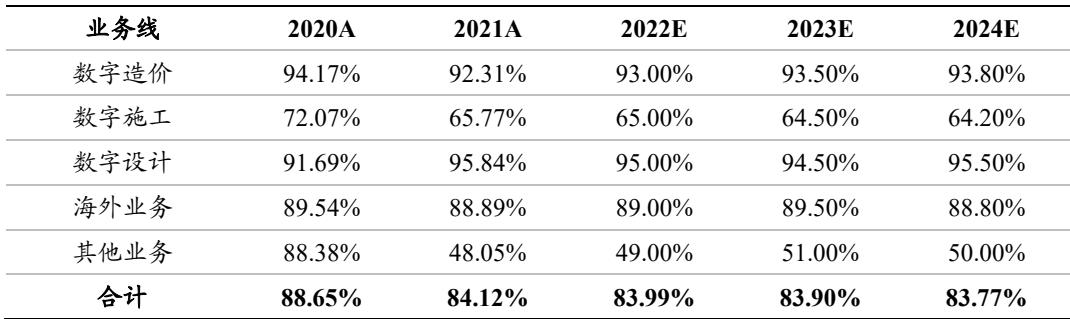 业务线 2020A 2021A 2022E 2023E 2024E
数字造价 94.17% 92.31% 93.00% 93.50% 93.80%
数字施工 72.07% 65.77% 65.00% 64.50% 64.20%
数字设计 91.69% 95.84% 95.00% 94.50% 95.50%
海外业务 89.54% 88.89% 89.00% 89.50% 88.80%
其他业务 88.38% 48.05% 49.00% 51.00% 50.00%
合计 88.65% 84.12% 83.99% 83.90% 83.77%